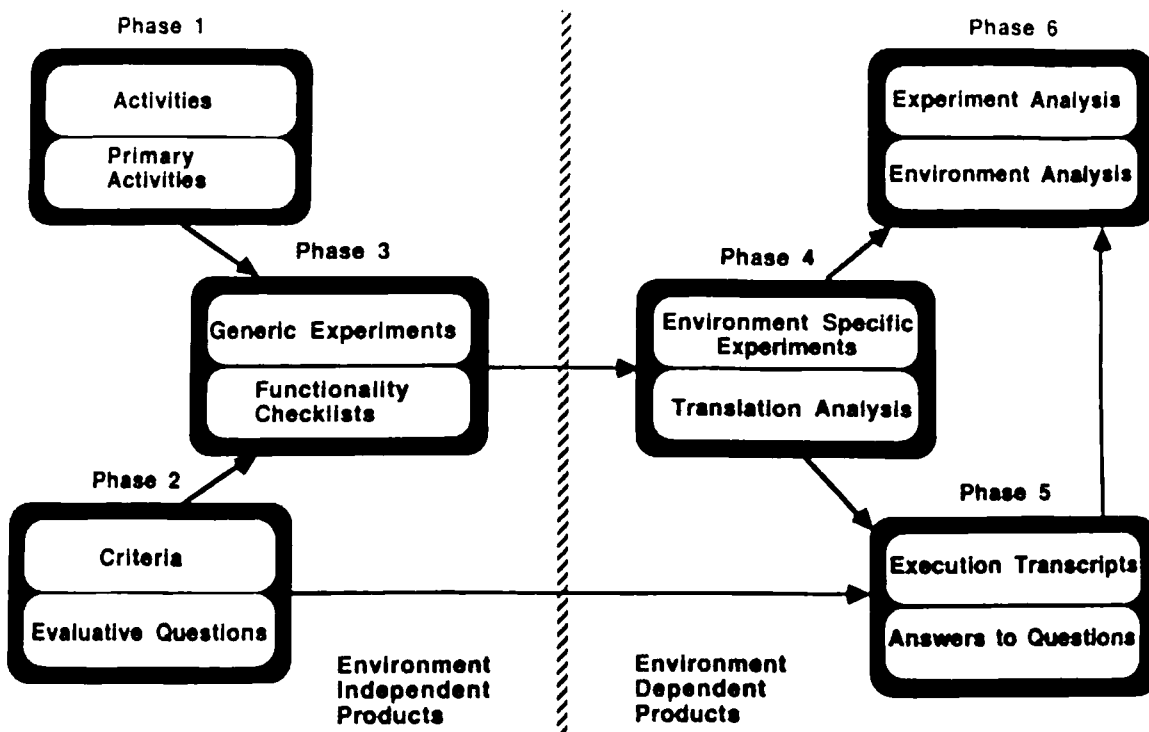 Phase 1
Activities
Primary
Activities
Phase 3
Generic Experiments
Functionality
Checklists
Phase 2
Criteria
Evaluative Questions
Environment
Independent
Products
Phase 6
Experiment Analysis
Environment Analysis
Phase 4
Environment Specific
Experiments
Translation Analysis
Phase 5
Execution Transcripts
Answers to Questions
Environment
Dependent
Products